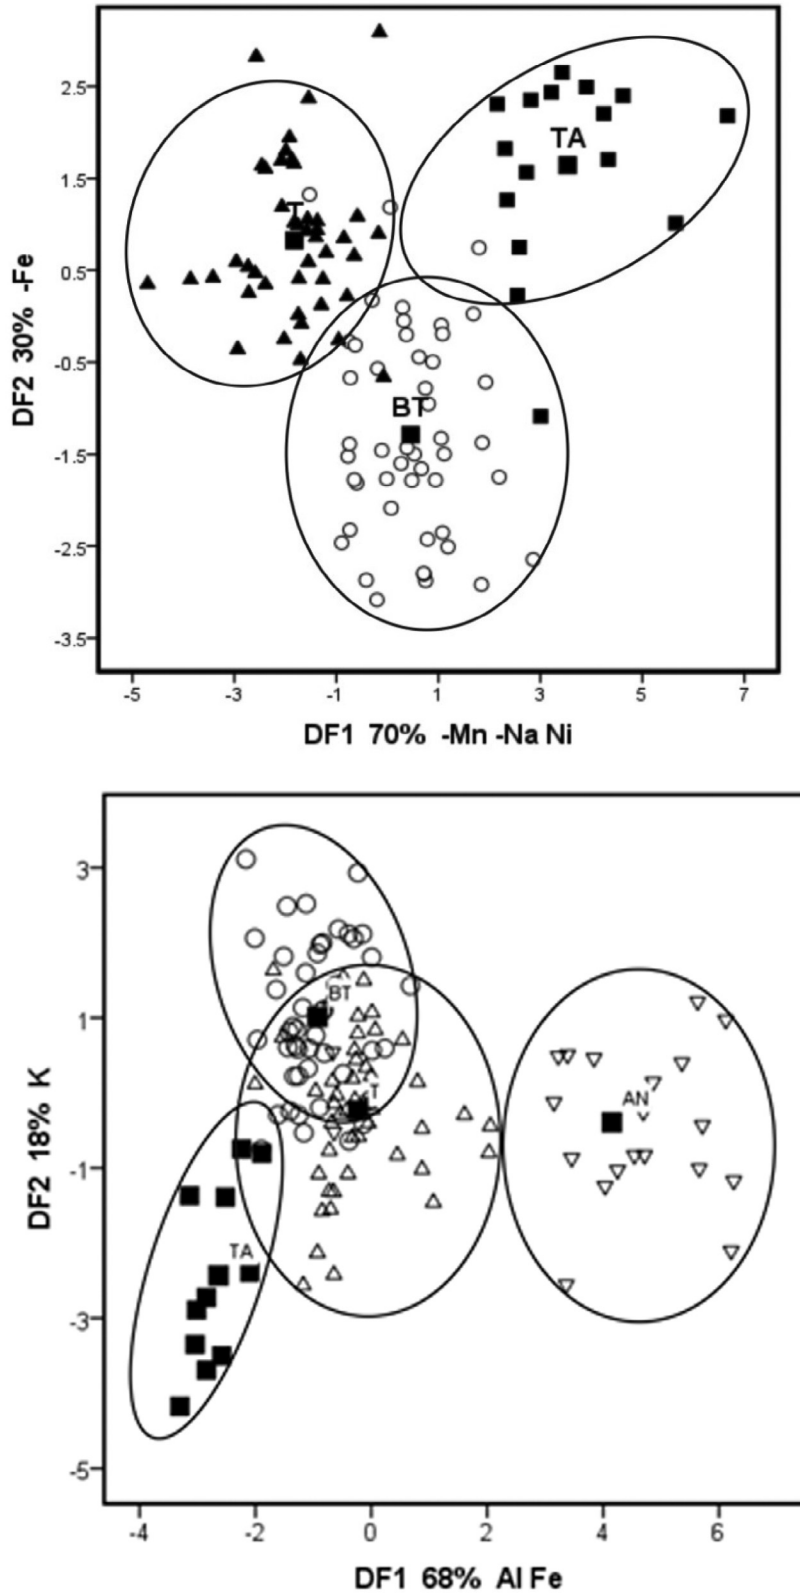 2.5
TA
1.5
T
0.5
DF2 30% -Fe
-0.5
BT
-1.5
-2.5
-3.5
-5 -3 -1 1 3 5 7
DF1 70% -Mn -Na Ni
3
BT
1
T
AN
DF2 18% K
-1
TA
-3
-5
-4 -2 0 2 4 6
DF1 68% Al Fe